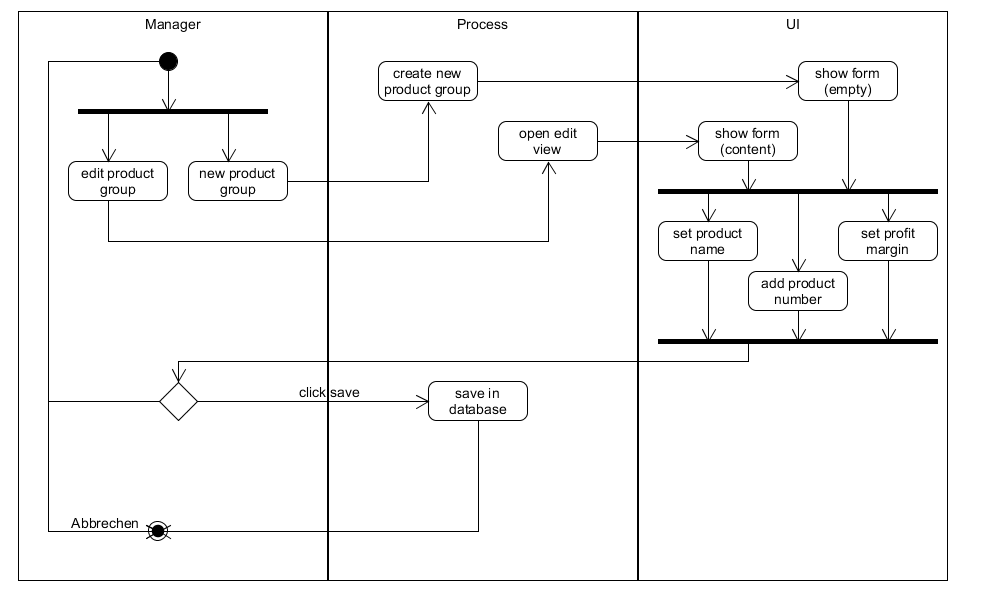 Manager
Process
UI
create new
product group
show form
(empty)
open edit
view
show form
(content)
edit product
group
new product
group
set product
name
set profit
margin
add product
number
click save
save in
database
Abbrechen